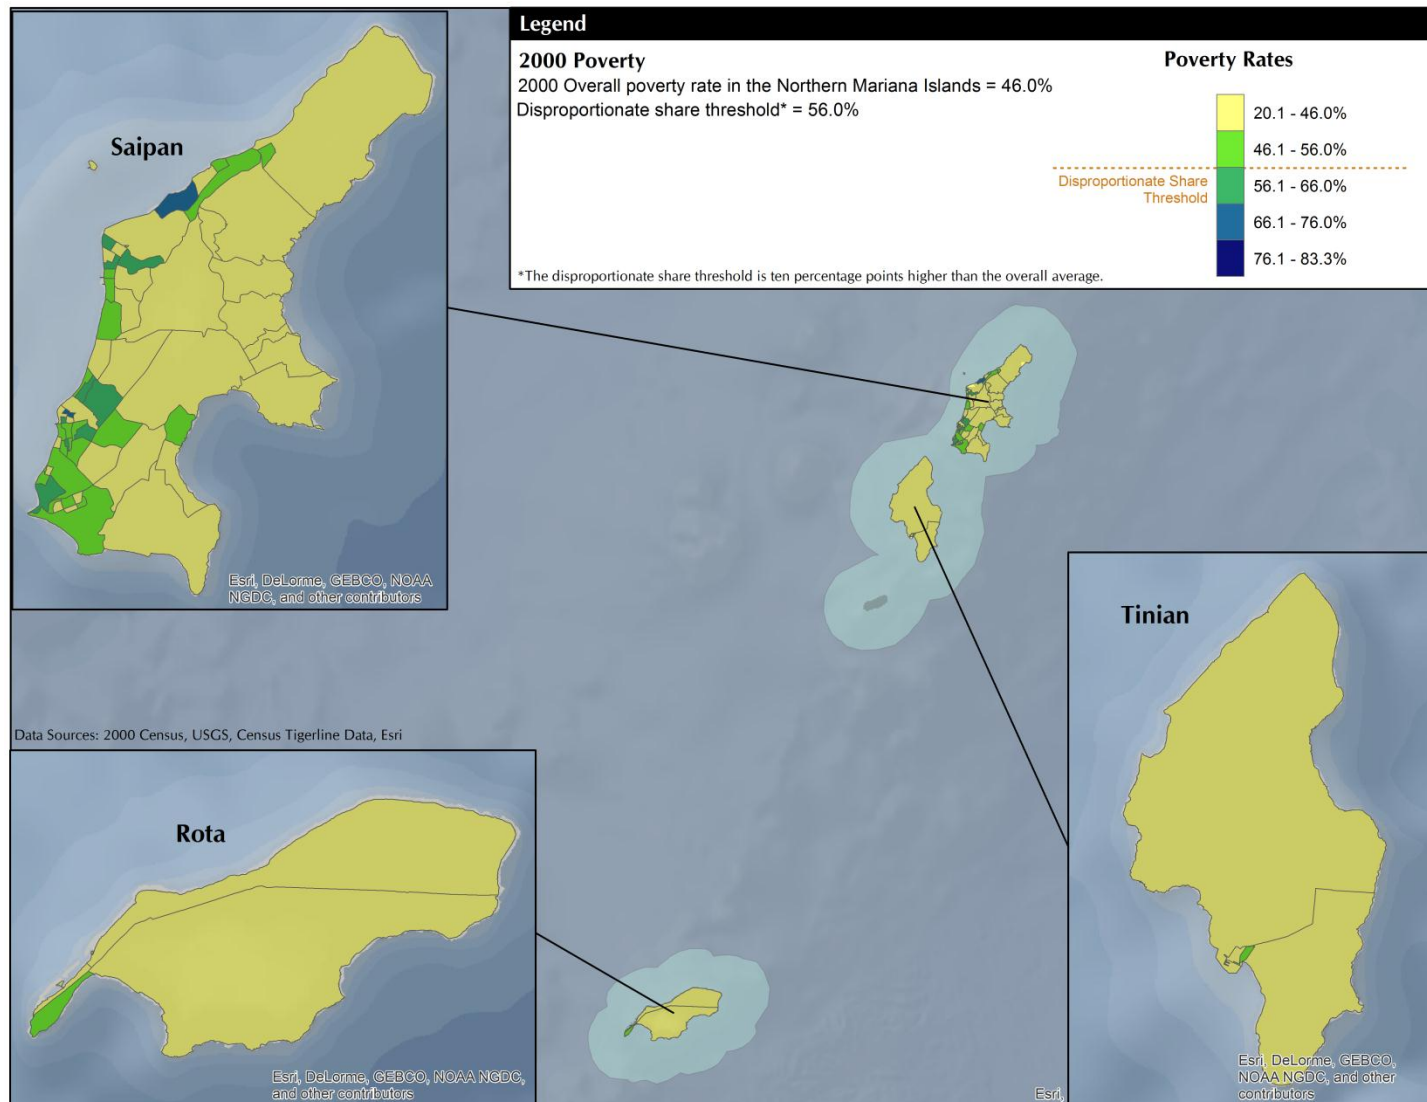 Legend
2000 Poverty
2000 Overall poverty rate in the Northern Mariana Islands = 46.0%
Disproportionate share threshold* = 56.0%
Poverty Rates
20.1 - 46.0%
46.1 - 56.0%
Disproportionate Share
Threshold
56.1 - 66.0%
66.1 - 76.0%
76.1 - 83.3%
*The disproportionate share threshold is ten percentage points higher than the overall average.
Saipan
Esri, DeLorme, GEBCO, NOAA
NGDC, and other contributors
Tinian
Esri, DeLorme, GEBCO,
NOAA NGDC, and other
contributors
Data Sources: 2000 Census, USGS, Census Tigerline Data, Esri
Rota
Esri, DeLorme, GEBCO, NOAA NGDC,
and other contributors
Esri,